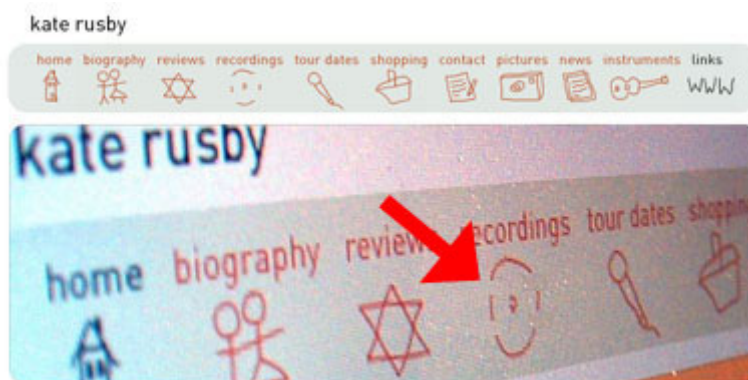 kate rusby
home biography reviews recordings tour dates shopping contact pictures news instruments links
WWW
kate rusby
home biography reviews recordings tour dates shopping